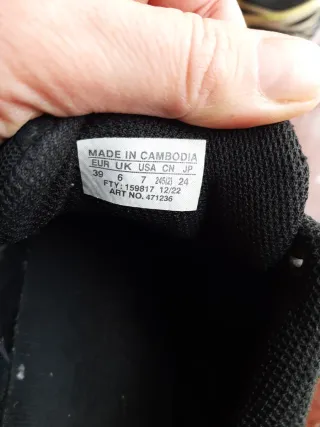 MADE IN CAMBODIA
EUR UK USA CN JP
39 6 7 245(2) 24
FTY: 159817 12/22
ART NO. 471236